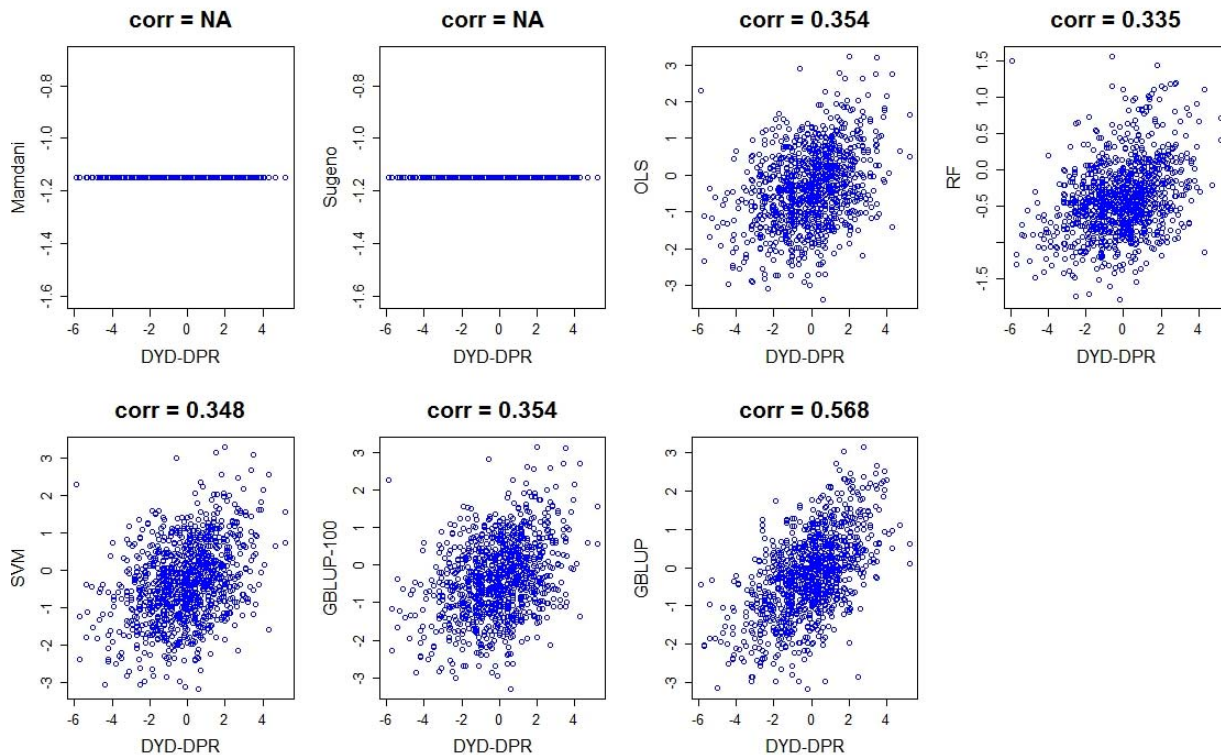 corr = NA
Mamdani
-0.8
-1.0
-1.2
-1.4
-1.6
-6 -4 -2 0 2 4
DYD-DPR
corr = NA
Sugeno
-0.8
-1.0
-1.2
-1.4
-1.6
-6 -4 -2 0 2 4
DYD-DPR
corr = 0.354
OLS
3
2
1
0
-1
-2
-3
-6 -4 -2 0 2 4
DYD-DPR
corr = 0.335
RF
1.5
1.0
0.5
0.0
-0.5
-1.5
-6 -4 -2 0 2 4
DYD-DPR
corr = 0.348
SVM
3
2
1
0
-1
-2
-3
-6 -4 -2 0 2 4
DYD-DPR
corr = 0.354
GBLUP-100
3
2
1
0
-1
-2
-3
-6 -4 -2 0 2 4
DYD-DPR
corr = 0.568
GBLUP
3
2
1
0
-1
-2
-3
-6 -4 -2 0 2 4
DYD-DPR